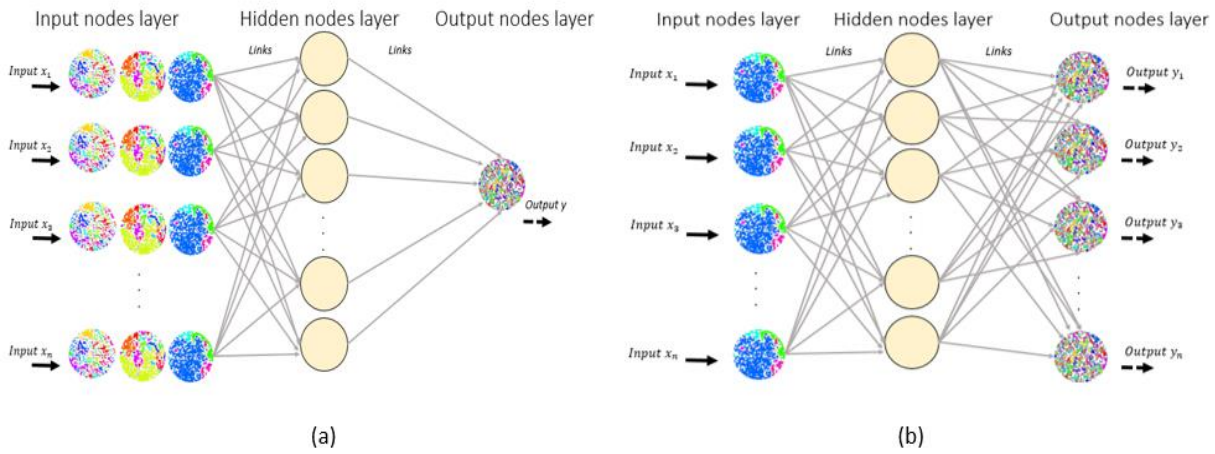 Input nodes layer Hidden nodes layer Output nodes layer
Links Links
Input x₁
Input x₂
Input x₃
Input xₙ
Output y
(a)
Input nodes layer Hidden nodes layer Output nodes layer
Links Links
Input x₁ Output y₁
Input x₂ Output y₂
Input x₃ Output y₃
Input xₙ Output yₙ
(b)